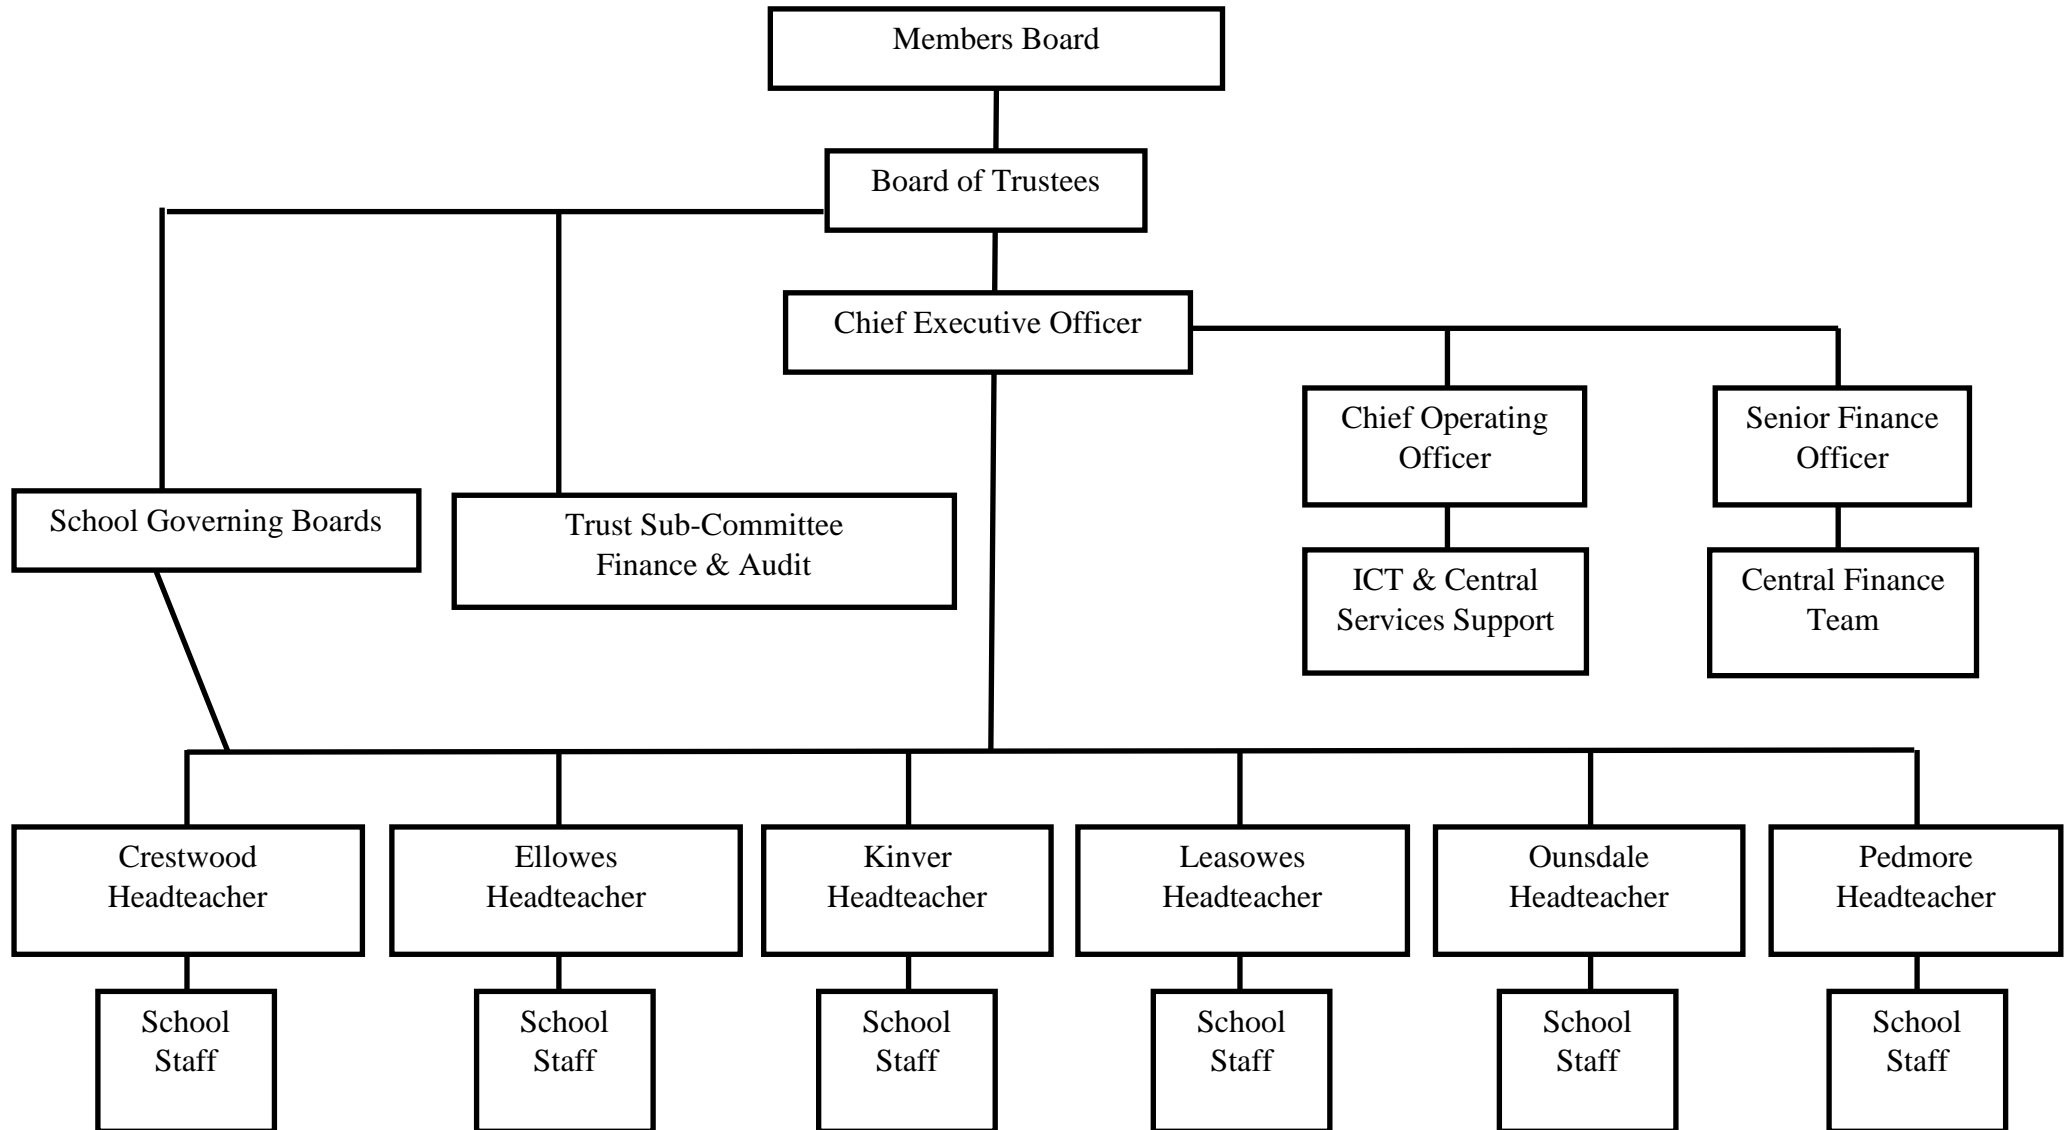 Members Board
Board of Trustees
Chief Executive Officer
Chief Operating
Officer
Senior Finance
Officer
School Governing Boards
Trust Sub-Committee
Finance & Audit
ICT & Central
Services Support
Central Finance
Team
Crestwood
Headteacher
Ellowes
Headteacher
Kinver
Headteacher
Leasowes
Headteacher
Ounsdale
Headteacher
Pedmore
Headteacher
School
Staff
School
Staff
School
Staff
School
Staff
School
Staff
School
Staff